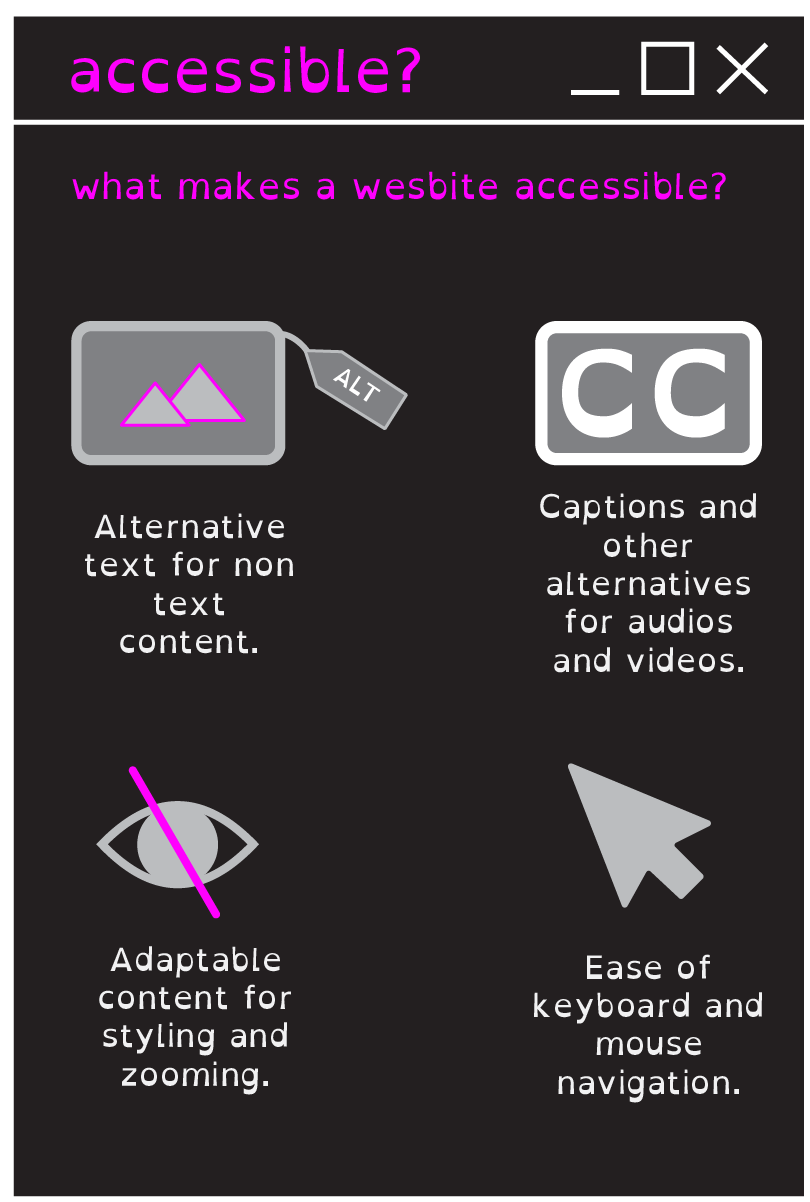 accessible?
what makes a wesbite accessible?
ALT
CC
Alternative
text for non
text
content.
Captions and
other
alternatives
for audios
and videos.
Adaptable
content for
styling and
zooming.
Ease of
keyboard and
mouse
navigation.